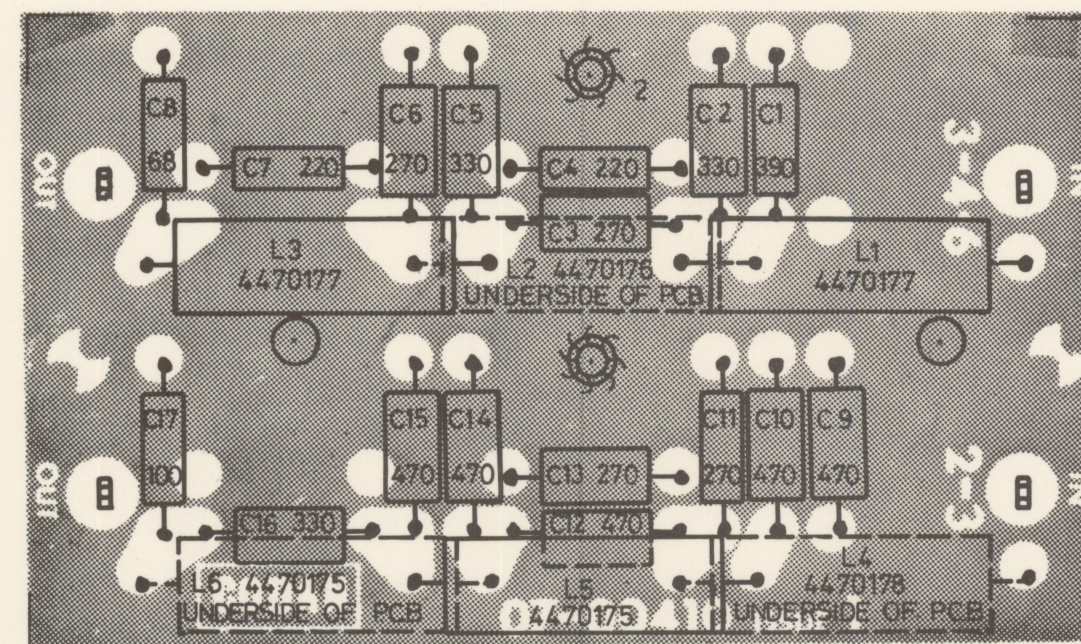 C8 C6 C5 2 C2 C1
68 270 330 330 390
C7 220 C4 220
C3 270
OUT 3-4·6 IN
L3 L2 4470176 L1
4470177 UNDERSIDE OF PCB 4470177
C17 C15 C14 C11 C10 C9
100 470 470 270 470 470
C13 270
C16 330 C12 470
OUT 2-3 IN
L6 4470175 L5 L4
UNDERSIDE OF PCB 4470175 4470178
UNDERSIDE OF PCB